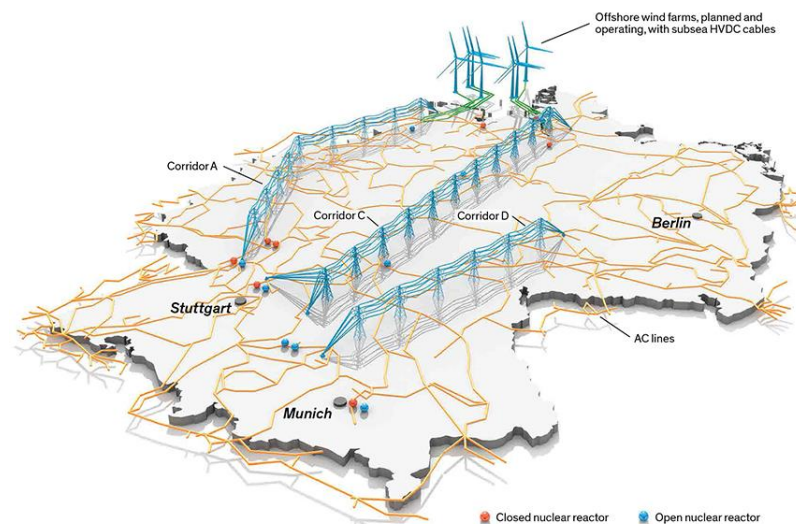 Offshore wind farms, planned and
operating, with subsea HVDC cables
Corridor A
Corridor C
Corridor D
Berlin
Stuttgart
AC lines
Munich
Closed nuclear reactor
Open nuclear reactor